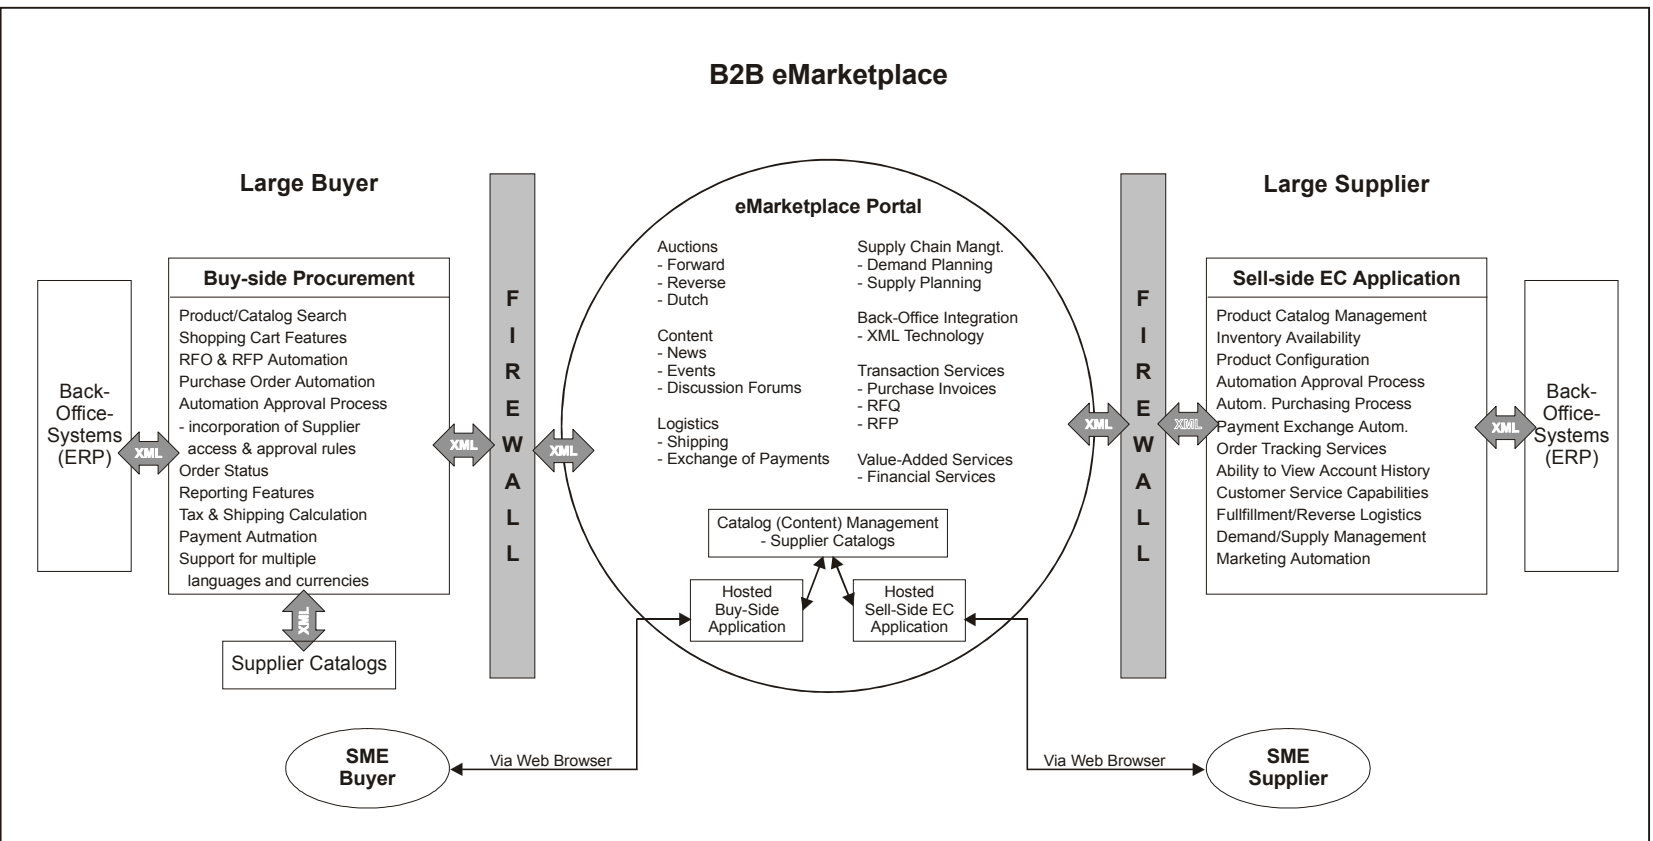 B2B eMarketplace
Large Buyer
Large Supplier
Back-
Office-
Systems
(ERP)
XML
Buy-side Procurement
Product/Catalog Search
Shopping Cart Features
RFO & RFP Automation
Purchase Order Automation
Automation Approval Process
- incorporation of Supplier
access & approval rules
Order Status
Reporting Features
Tax & Shipping Calculation
Payment Autmation
Support for multiple
languages and currencies
XML
Supplier Catalogs
XML
FIREWALL
XML
eMarketplace Portal
Auctions
- Forward
- Reverse
- Dutch
Content
- News
- Events
- Discussion Forums
Logistics
- Shipping
- Exchange of Payments
Supply Chain Mangt.
- Demand Planning
- Supply Planning
Back-Office Integration
- XML Technology
Transaction Services
- Purchase Invoices
- RFQ
- RFP
Value-Added Services
- Financial Services
Catalog (Content) Management
- Supplier Catalogs
Hosted
Buy-Side
Application
Hosted
Sell-Side EC
Application
XML
FIREWALL
XML
Sell-side EC Application
Product Catalog Management
Inventory Availability
Product Configuration
Automation Approval Process
Autom. Purchasing Process
Payment Exchange Autom.
Order Tracking Services
Ability to View Account History
Customer Service Capabilities
Fullfillment/Reverse Logistics
Demand/Supply Management
Marketing Automation
XML
Back-
Office-
Systems
(ERP)
SME
Buyer
Via Web Browser
Via Web Browser
SME
Supplier